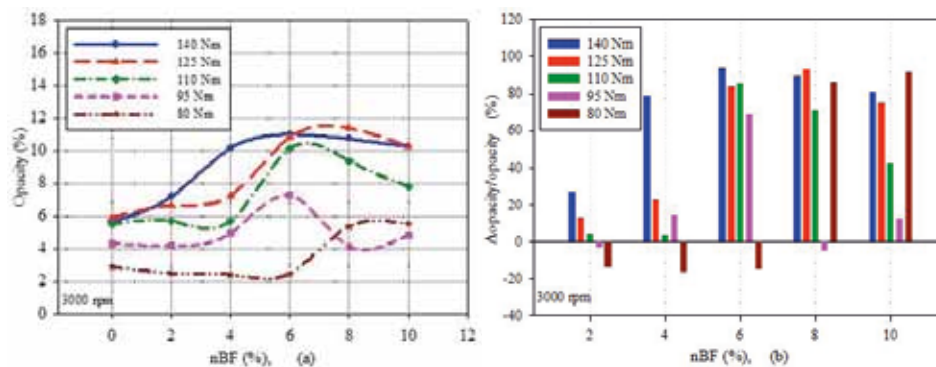 18
16
14
12
10
8
6
4
2
0
Opacity (%)
140 Nm
125 Nm
110 Nm
95 Nm
80 Nm
3000 rpm
0 2 4 6 8 10 12
nBF (%), (a)
120
100
80
60
40
20
0
-20
-40
Δopacity/opacity (%)
140 Nm
125 Nm
110 Nm
95 Nm
80 Nm
3000 rpm
2 4 6 8 10
nBF (%), (b)